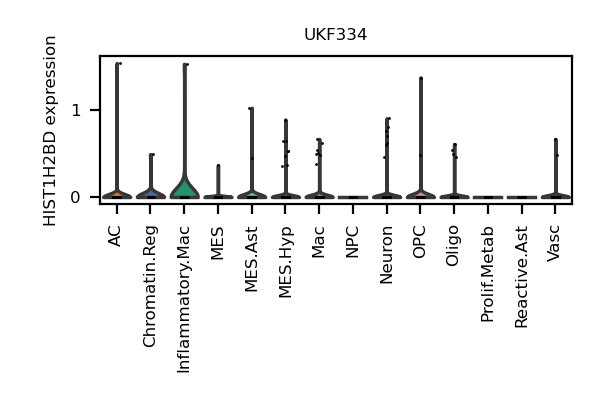 UKF334
HIST1H2BD expression
1
0
AC
Chromatin.Reg
Inflammatory.Mac
MES
MES.Ast
MES.Hyp
Mac
NPC
Neuron
OPC
Oligo
Prolif.Metab
Reactive.Ast
Vasc